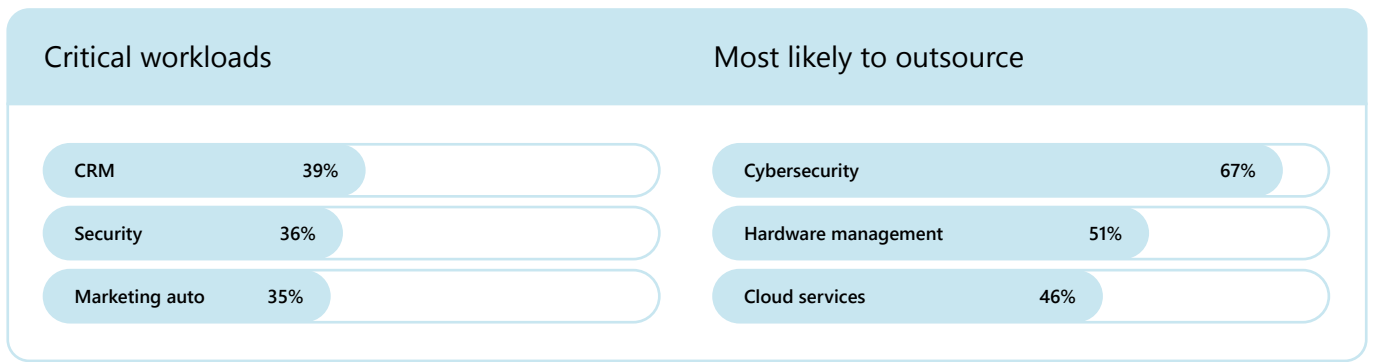 Critical workloads
CRM 39%
Security 36%
Marketing auto 35%
Most likely to outsource
Cybersecurity 67%
Hardware management 51%
Cloud services 46%